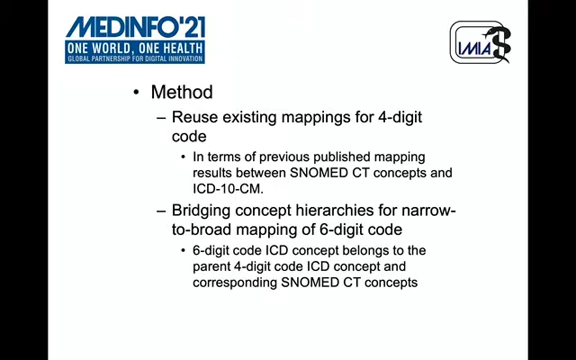 MEDINFO'21
ONE WORLD, ONE HEALTH
GLOBAL PARTNERSHIP FOR DIGITAL INNOVATION
IMIA
• Method
– Reuse existing mappings for 4-digit
code
• In terms of previous published mapping
results between SNOMED CT concepts and
ICD-10-CM.
– Bridging concept hierarchies for narrow-
to-broad mapping of 6-digit code
• 6-digit code ICD concept belongs to the
parent 4-digit code ICD concept and
corresponding SNOMED CT concepts